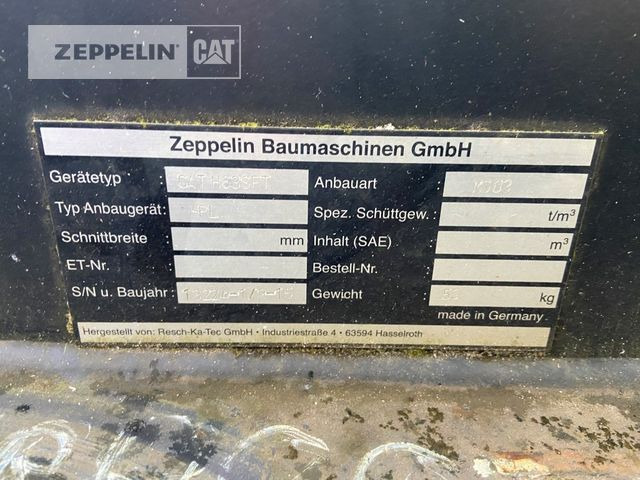 ZEPPELIN CAT
Zeppelin Baumaschinen GmbH
Gerätetyp :
Anbauart :
Typ Anbaugerät:
Spez. Schüttgew. : t/m³
Schnittbreite : mm
Inhalt (SAE) : m³
ET-Nr. :
Bestell-Nr. :
S/N u. Baujahr :
Gewicht : kg
made in Germany
Hergestellt von: Resch-Ka-Tec GmbH • Industriestraße 4 • 63594 Hasselroth